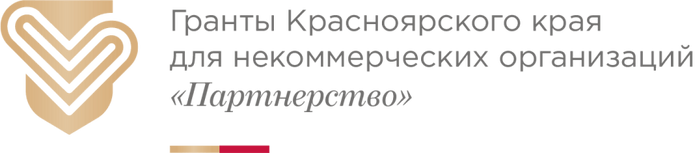 Гранты Красноярского края
для некоммерческих организаций
«Партнерство»